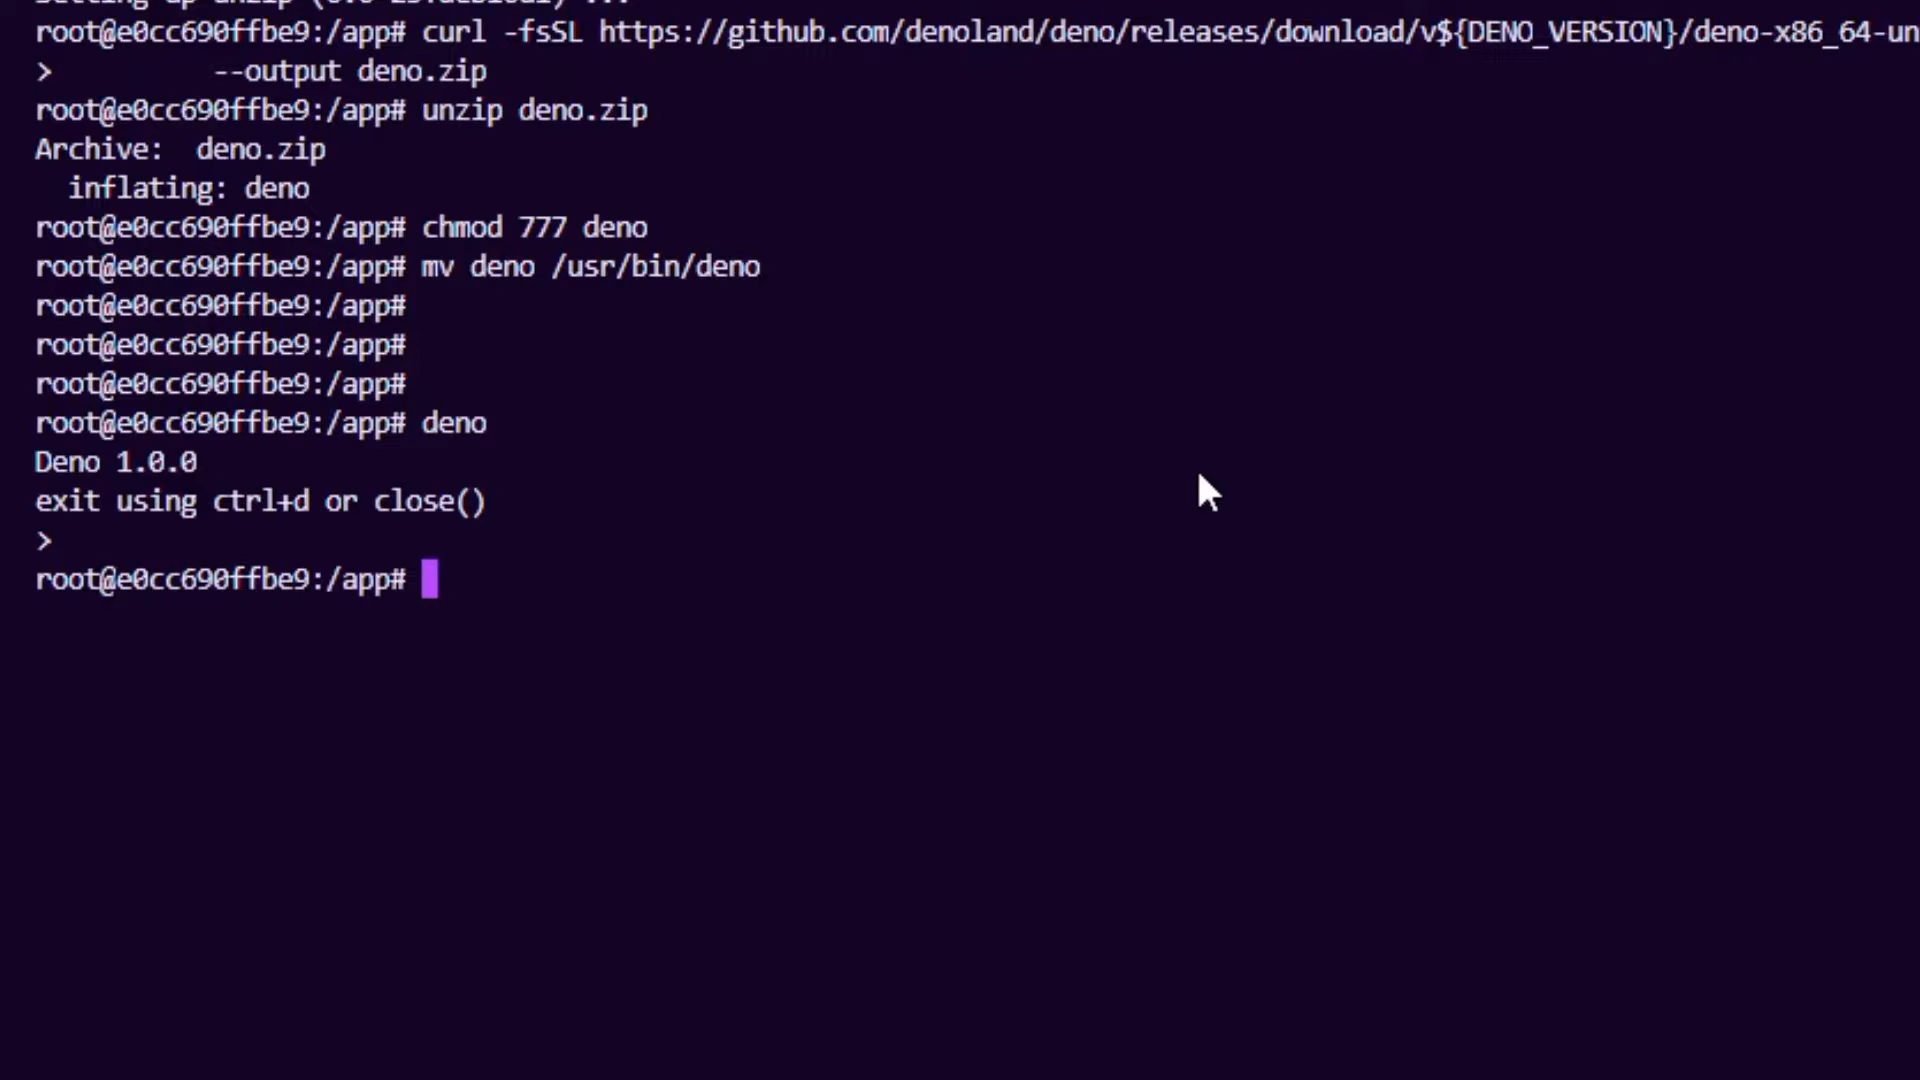 root@e0cc690ffbe9:/app# curl -fsSL https://github.com/denoland/deno/releases/download/v${DENO_VERSION}/deno-x86_64-un
>          --output deno.zip
root@e0cc690ffbe9:/app# unzip deno.zip
Archive:  deno.zip
  inflating: deno
root@e0cc690ffbe9:/app# chmod 777 deno
root@e0cc690ffbe9:/app# mv deno /usr/bin/deno
root@e0cc690ffbe9:/app#
root@e0cc690ffbe9:/app#
root@e0cc690ffbe9:/app#
root@e0cc690ffbe9:/app# deno
Deno 1.0.0
exit using ctrl+d or close()
>
root@e0cc690ffbe9:/app#